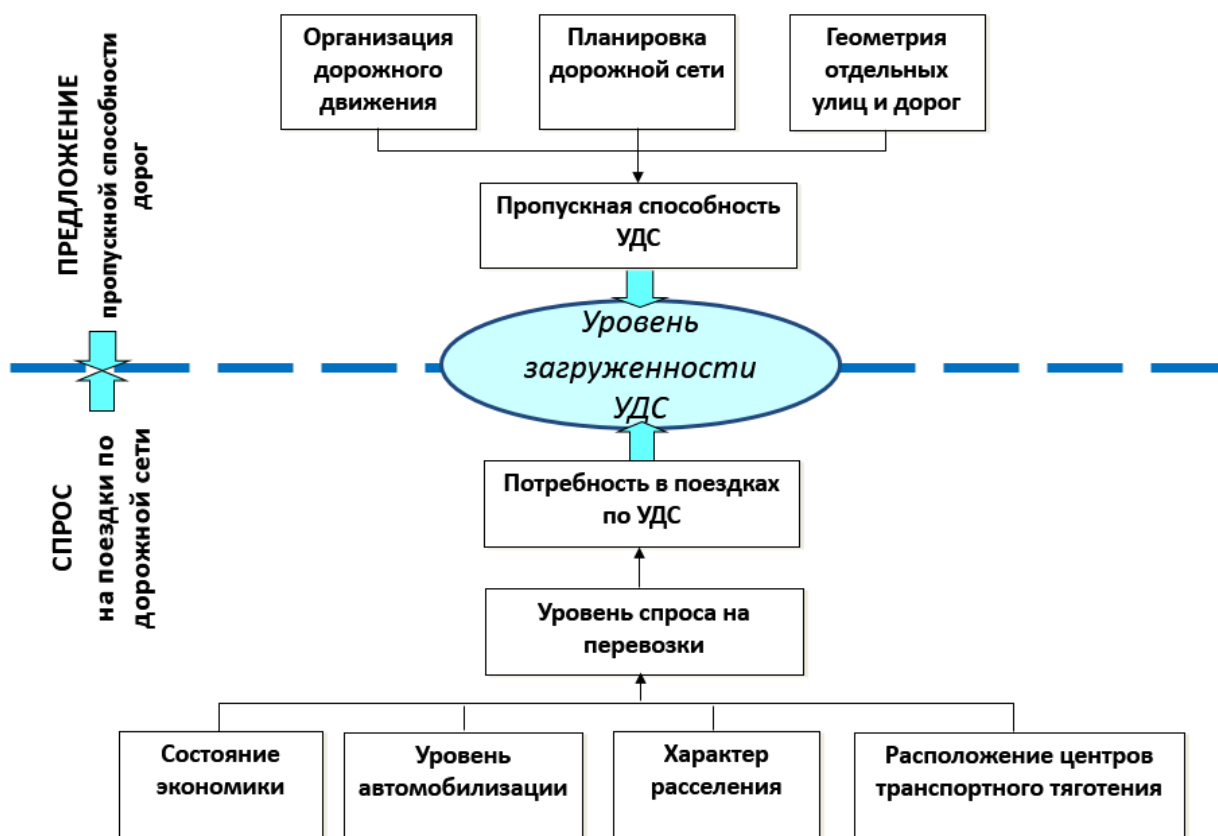 Организация
дорожного
движения
Планировка
дорожной сети
Геометрия
отдельных
улиц и дорог
ПРЕДЛОЖЕНИЕ
пропускной способности
дорог
Пропускная способность
УДС
Уровень
загруженности
УДС
СПРОС
на поездки по
дорожной сети
Потребность в поездках
по УДС
Уровень спроса на
перевозки
Состояние
экономики
Уровень
автомобилизации
Характер
расселения
Расположение центров
транспортного тяготения